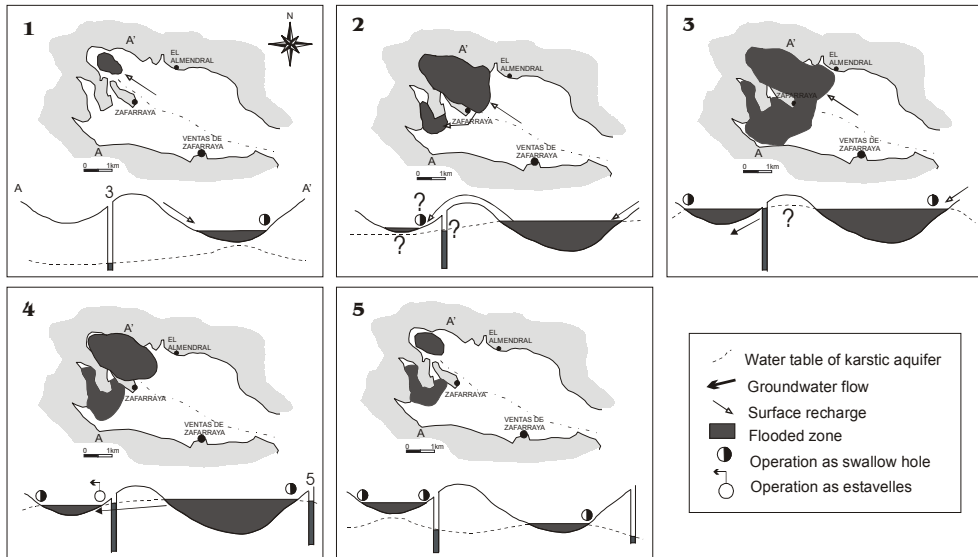 1
N
A'
EL
ALMENDRAL
ZAFARRAYA
VENTAS DE
ZAFARRAYA
A
0 1km
A
3
A'
2
A'
EL
ALMENDRAL
ZAFARRAYA
VENTAS DE
ZAFARRAYA
A
0 1km
?
?
?
3
A'
EL
ALMENDRAL
ZAFARRAYA
VENTAS DE
ZAFARRAYA
A
0 1km
?
4
A'
EL
ALMENDRAL
ZAFARRAYA
VENTAS DE
ZAFARRAYA
A
0 1km
5
5
A'
EL
ALMENDRAL
ZAFARRAYA
VENTAS DE
ZAFARRAYA
A
0 1km
Water table of karstic aquifer
Groundwater flow
Surface recharge
Flooded zone
Operation as swallow hole
Operation as estavelles